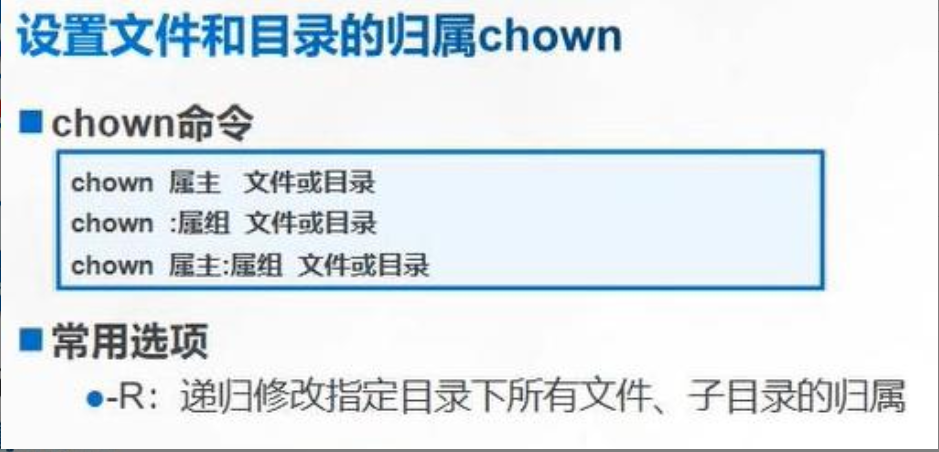 设置文件和目录的归属chown
■chown命令
chown 属主 文件或目录
chown :属组 文件或目录
chown 属主:属组 文件或目录
■常用选项
●-R：递归修改指定目录下所有文件、子目录的归属